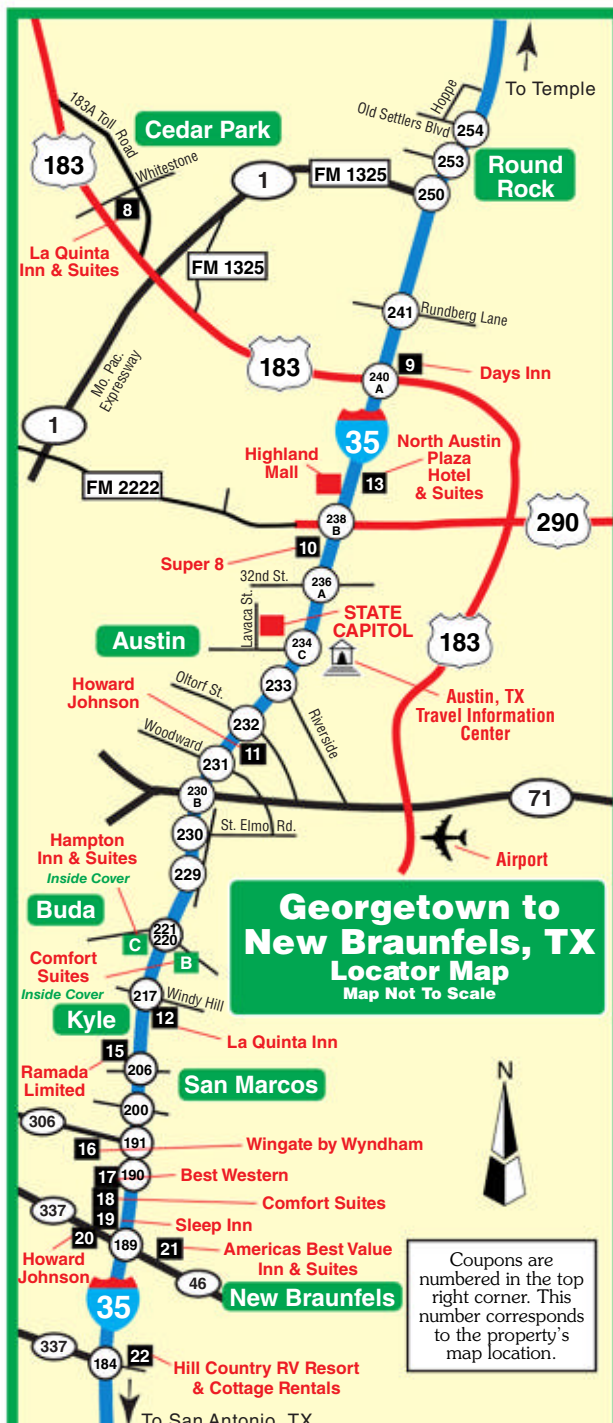 To Temple
Hoppe
Old Settlers Blvd
254
253
Round
Rock
183A Toll Road
Cedar Park
183
Whitestone
8
La Quinta
Inn & Suites
1
FM 1325
250
FM 1325
241
Rundberg Lane
Mo. Pac.
Expressway
183
240
A
9
Days Inn
1
35
Highland
Mall
13
North Austin
Plaza
Hotel
& Suites
FM 2222
238
B
290
Super 8
10
32nd St.
236
A
Lavaca St.
STATE
CAPITOL
Austin
234
C
183
233
Austin, TX
Travel Information
Center
Howard
Johnson
Oltorf St.
232
Riverside
11
Woodward
231
230
B
71
230
St. Elmo Rd.
Airport
Hampton
Inn & Suites
Inside Cover
229
Buda
C
221
220
B
Comfort
Suites
Inside Cover
Georgetown to
New Braunfels, TX
Locator Map
Map Not To Scale
217
Windy Hill
Kyle
12
La Quinta Inn
15
Ramada
Limited
206
San Marcos
200
N
306
191
16
Wingate by Wyndham
17
190
Best Western
18
Comfort Suites
337
19
Sleep Inn
20
189
21
Americas Best Value
Inn & Suites
Howard
Johnson
46
New Braunfels
35
Coupons are
numbered in the top
right corner. This
number corresponds
to the property's
map location.
337
184
22
Hill Country RV Resort
& Cottage Rentals
To San Antonio, TX